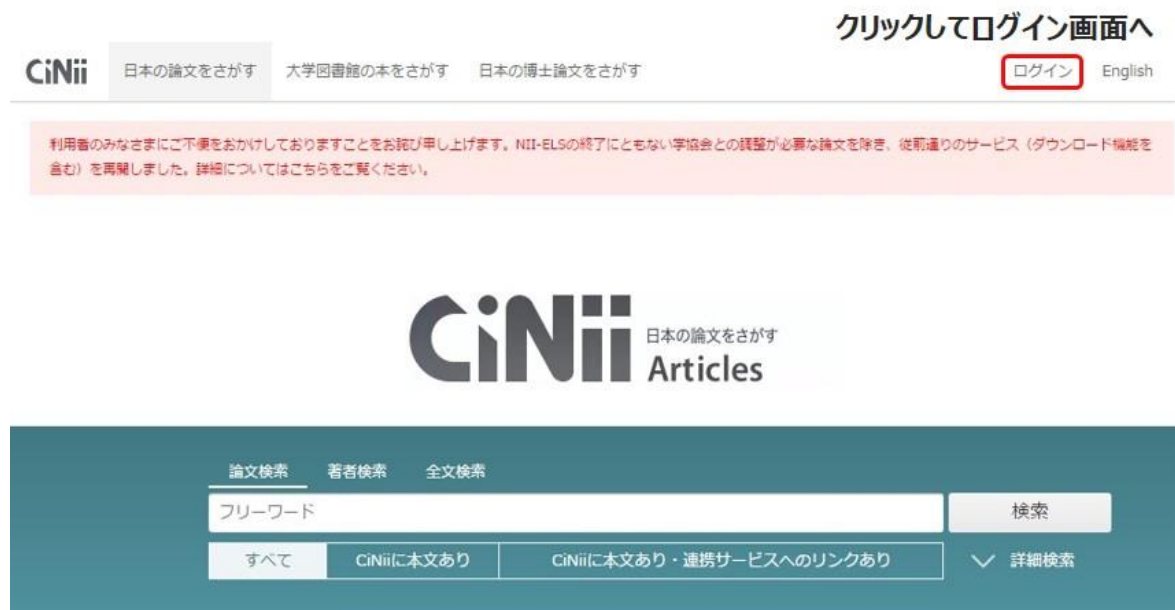 クリックしてログイン画面へ
CiNii 日本の論文をさがす 大学図書館の本をさがす 日本の博士論文をさがす ログイン English
利用者のみなさまにご不便をおかけしておりますことをお詫び申し上げます。NII-ELSの終了にともない学協会との調整が必要な論文を除き、従前通りのサービス（ダウンロード機能を
含む）を再開しました。詳細についてはこちらをご覧ください。
CiNii 日本の論文をさがす
Articles
論文検索 著者検索 全文検索
フリーワード 検索
すべて CiNiiに本文あり CiNiiに本文あり・連携サービスへのリンクあり 詳細検索